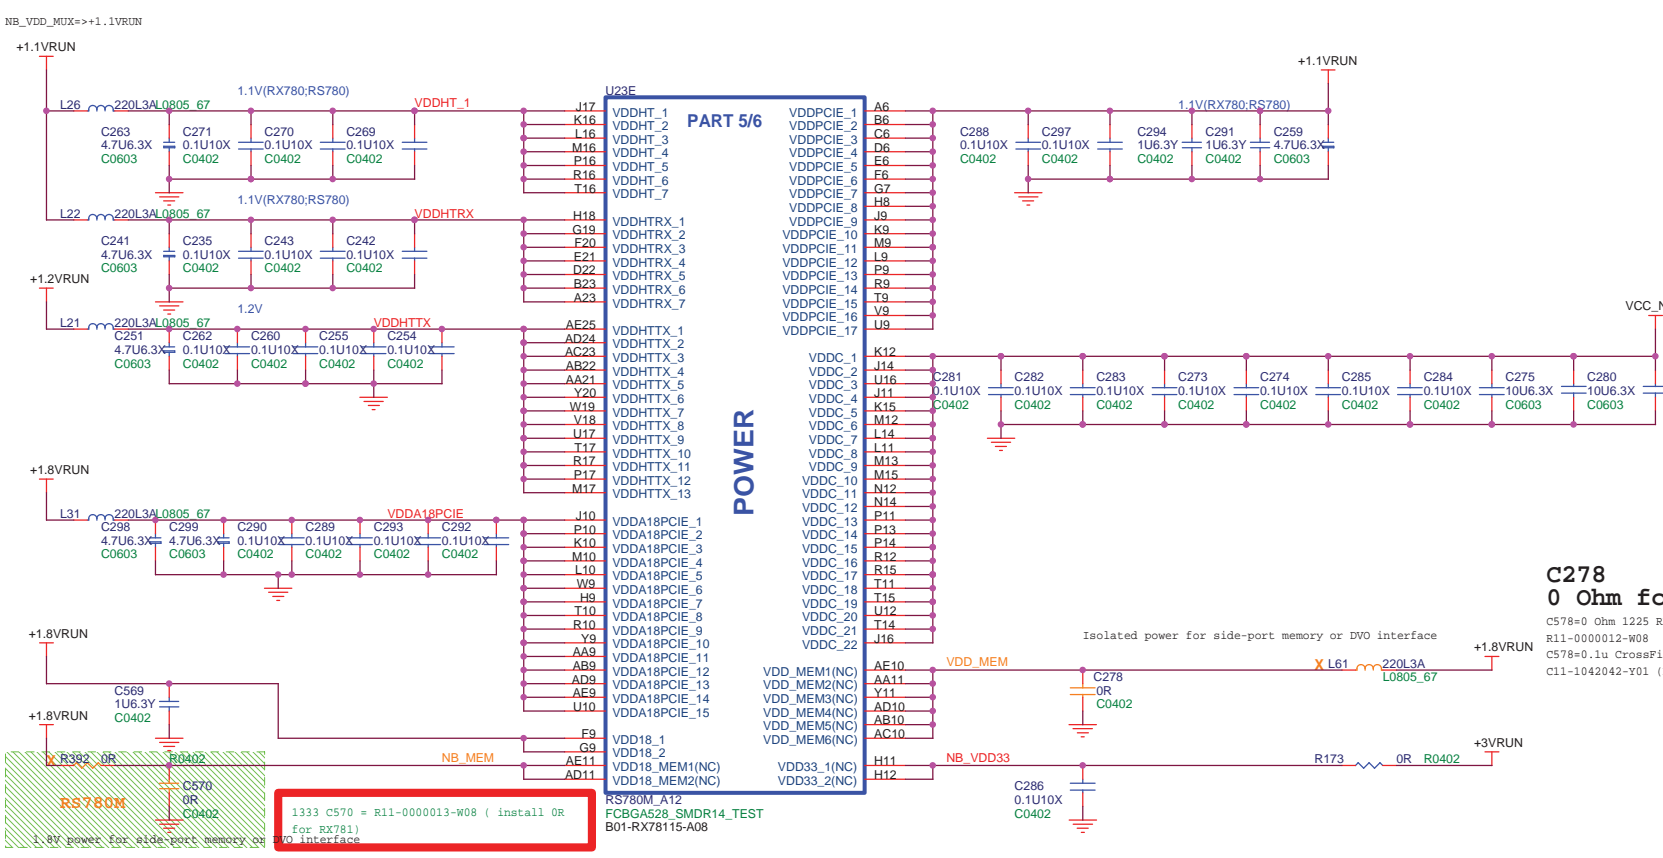 NB_VDD_MUX=>+1.1VRUN
+1.1VRUN
L26 220L3A L0805_67
1.1V(RX780;RS780)
VDDHT_1
C263 4.7U6.3X C0603
C271 0.1U10X C0402
C270 0.1U10X C0402
C269 0.1U10X C0402
L22 220L3A L0805_67
1.1V(RX780;RS780)
VDDHTRX
C241 4.7U6.3X C0603
C235 0.1U10X C0402
C243 0.1U10X C0402
C242 0.1U10X C0402
+1.2VRUN
1.2V
L21 220L3A L0805_67
VDDHTTX
C251 4.7U6.3X C0603
C262 0.1U10X C0402
C260 0.1U10X C0402
C255 0.1U10X C0402
C254 0.1U10X C0402
+1.8VRUN
L31 220L3A L0805_67
VDDA18PCIE
C298 4.7U6.3X C0603
C299 4.7U6.3X C0603
C290 0.1U10X C0402
C289 0.1U10X C0402
C293 0.1U10X C0402
C292 0.1U10X C0402
+1.8VRUN
C569 1U6.3Y C0402
+1.8VRUN
X R392 0R R0402
NB_MEM
C570 0R C0402
RS780M
1.8V power for side-port memory or DVO interface
1333 C570 = R11-0000013-W08 ( install 0R
for RX781)
U23E
PART 5/6
POWER
J17 VDDHT_1
K16 VDDHT_2
L16 VDDHT_3
M16 VDDHT_4
P16 VDDHT_5
R16 VDDHT_6
T16 VDDHT_7
H18 VDDHTRX_1
G19 VDDHTRX_2
F20 VDDHTRX_3
E21 VDDHTRX_4
D22 VDDHTRX_5
B23 VDDHTRX_6
A23 VDDHTRX_7
AE25 VDDHTTX_1
AD24 VDDHTTX_2
AC23 VDDHTTX_3
AB22 VDDHTTX_4
AA21 VDDHTTX_5
Y20 VDDHTTX_6
W19 VDDHTTX_7
V18 VDDHTTX_8
U17 VDDHTTX_9
T17 VDDHTTX_10
R17 VDDHTTX_11
P17 VDDHTTX_12
M17 VDDHTTX_13
J10 VDDA18PCIE_1
P10 VDDA18PCIE_2
K10 VDDA18PCIE_3
M10 VDDA18PCIE_4
L10 VDDA18PCIE_5
W9 VDDA18PCIE_6
H9 VDDA18PCIE_7
T10 VDDA18PCIE_8
R10 VDDA18PCIE_9
Y9 VDDA18PCIE_10
AA9 VDDA18PCIE_11
AB9 VDDA18PCIE_12
AD9 VDDA18PCIE_13
AE9 VDDA18PCIE_14
U10 VDDA18PCIE_15
F9 VDD18_1
G9 VDD18_2
AE11 VDD18_MEM1(NC)
AD11 VDD18_MEM2(NC)
VDDPCIE_1 A6
VDDPCIE_2 B6
VDDPCIE_3 C6
VDDPCIE_4 D6
VDDPCIE_5 E6
VDDPCIE_6 F6
VDDPCIE_7 G7
VDDPCIE_8 H8
VDDPCIE_9 J9
VDDPCIE_10 K9
VDDPCIE_11 M9
VDDPCIE_12 L9
VDDPCIE_13 P9
VDDPCIE_14 R9
VDDPCIE_15 T9
VDDPCIE_16 V9
VDDPCIE_17 U9
VDDC_1 K12
VDDC_2 J14
VDDC_3 U16
VDDC_4 J11
VDDC_5 K15
VDDC_6 M12
VDDC_7 L14
VDDC_8 L11
VDDC_9 M13
VDDC_10 M15
VDDC_11 N12
VDDC_12 N14
VDDC_13 P11
VDDC_14 P13
VDDC_15 P14
VDDC_16 R12
VDDC_17 R15
VDDC_18 T11
VDDC_19 T15
VDDC_20 U12
VDDC_21 T14
VDDC_22 J16
VDD_MEM1(NC) AE10
VDD_MEM2(NC) AA11
VDD_MEM3(NC) Y11
VDD_MEM4(NC) AD10
VDD_MEM5(NC) AB10
VDD_MEM6(NC) AC10
VDD33_1(NC) H11
VDD33_2(NC) H12
RS780M_A12
FCBGA528_SMDR14_TEST
B01-RX78115-A08
+1.1VRUN
1.1V(RX780;RS780)
C288 0.1U10X C0402
C297 0.1U10X C0402
C294 1U6.3Y C0402
C291 1U6.3Y C0402
C259 4.7U6.3X C0603
VCC_N
C281 0.1U10X C0402
C282 0.1U10X C0402
C283 0.1U10X C0402
C273 0.1U10X C0402
C274 0.1U10X C0402
C285 0.1U10X C0402
C284 0.1U10X C0402
C275 10U6.3X C0603
C280 10U6.3X C0603
C278
0 Ohm fo
C578=0 Ohm 1225 R
R11-0000012-W08
C578=0.1u CrossFi
C11-1042042-Y01 (
Isolated power for side-port memory or DVO interface
+1.8VRUN
VDD_MEM
X L61 220L3A L0805_67
C278 0R C0402
+3VRUN
NB_VDD33
R173 0R R0402
C286 0.1U10X C0402